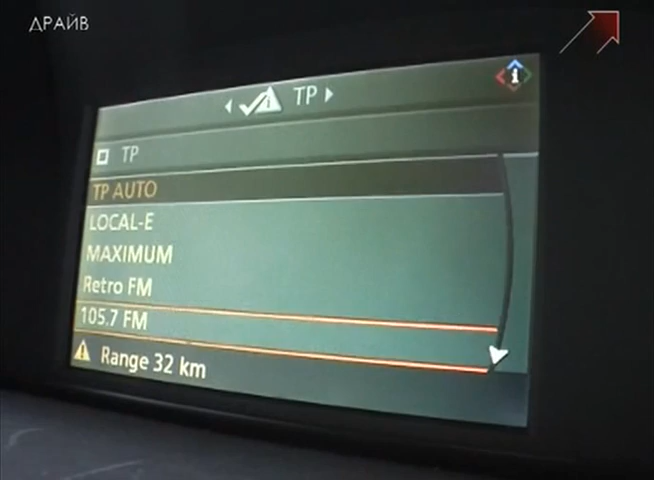 ДРАЙВ
TP
TP
TP AUTO
LOCAL-E
MAXIMUM
Retro FM
105.7 FM
Range 32 km